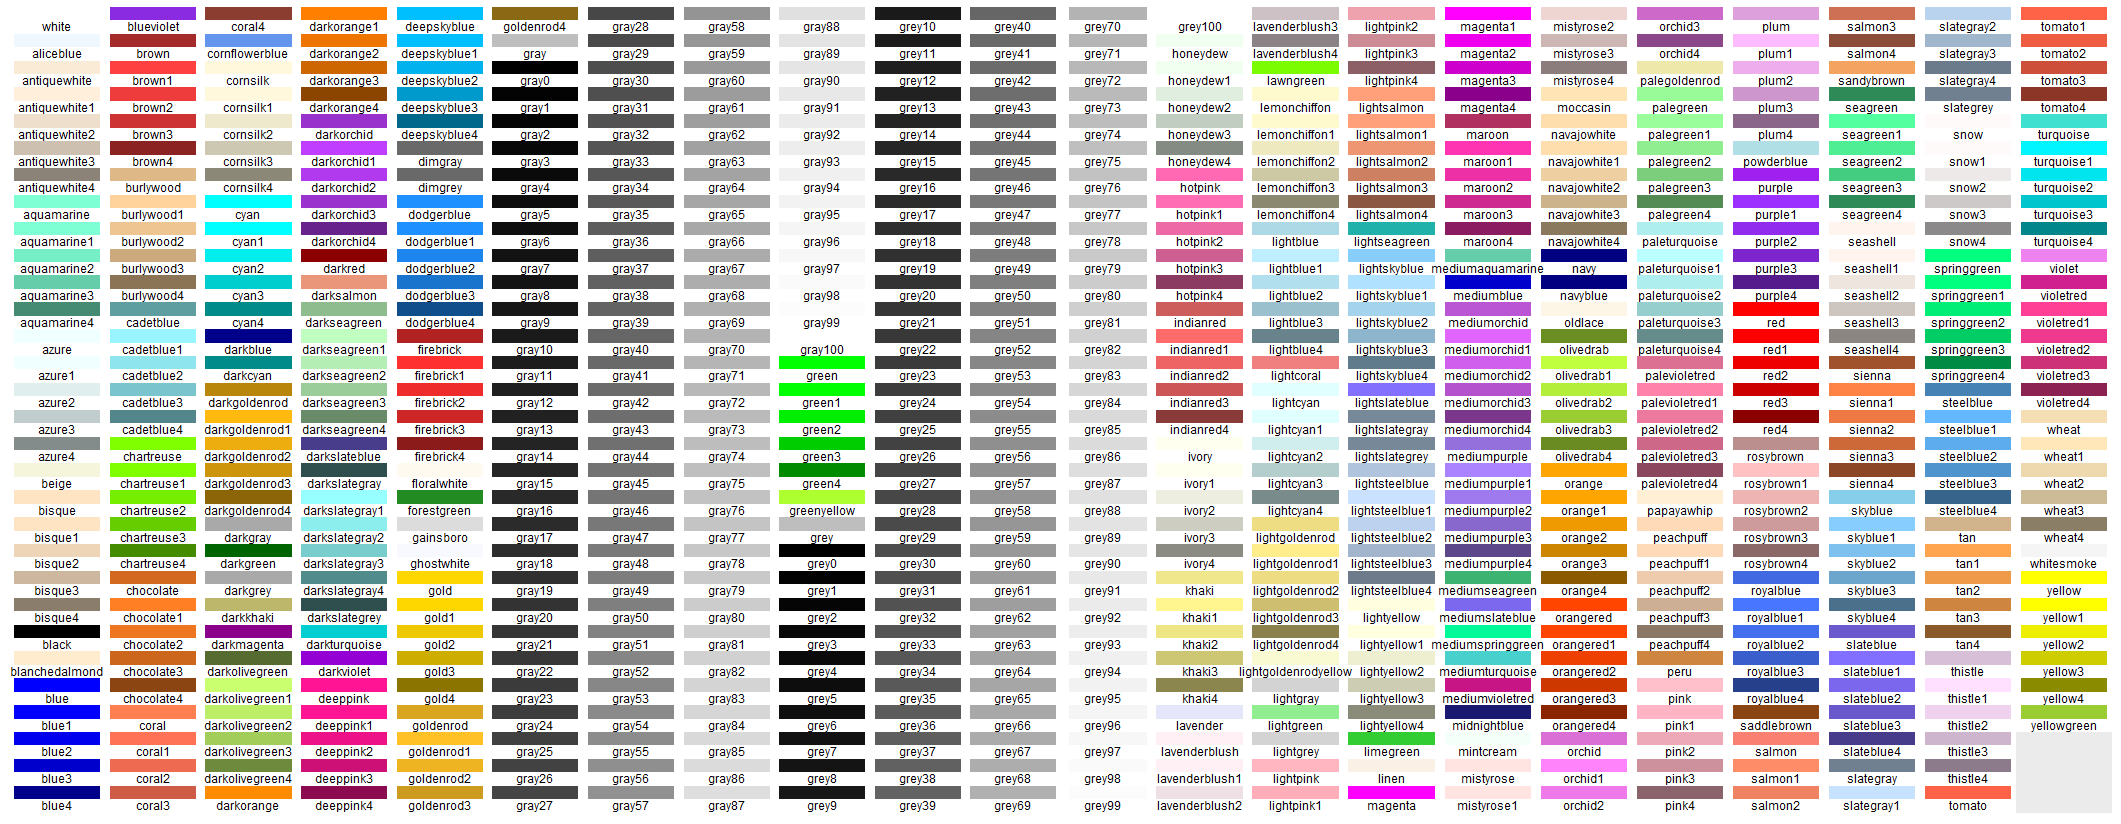 white
aliceblue
antiquewhite
antiquewhite1
antiquewhite2
antiquewhite3
antiquewhite4
aquamarine
aquamarine1
aquamarine2
aquamarine3
aquamarine4
azure
azure1
azure2
azure3
azure4
beige
bisque
bisque1
bisque2
bisque3
bisque4
black
blanchedalmond
blue
blue1
blue2
blue3
blue4
blueviolet
brown
brown1
brown2
brown3
brown4
burlywood
burlywood1
burlywood2
burlywood3
burlywood4
cadetblue
cadetblue1
cadetblue2
cadetblue3
cadetblue4
chartreuse
chartreuse1
chartreuse2
chartreuse3
chartreuse4
chocolate
chocolate1
chocolate2
chocolate3
chocolate4
coral
coral1
coral2
coral3
coral4
cornflowerblue
cornsilk
cornsilk1
cornsilk2
cornsilk3
cornsilk4
cyan
cyan1
cyan2
cyan3
cyan4
darkblue
darkcyan
darkgoldenrod
darkgoldenrod1
darkgoldenrod2
darkgoldenrod3
darkgoldenrod4
darkgray
darkgreen
darkgrey
darkkhaki
darkmagenta
darkolivegreen
darkolivegreen1
darkolivegreen2
darkolivegreen3
darkolivegreen4
darkorange
darkorange1
darkorange2
darkorange3
darkorange4
darkorchid
darkorchid1
darkorchid2
darkorchid3
darkorchid4
darkred
darksalmon
darkseagreen
darkseagreen1
darkseagreen2
darkseagreen3
darkseagreen4
darkslateblue
darkslategray
darkslategray1
darkslategray2
darkslategray3
darkslategray4
darkslategrey
darkturquoise
darkviolet
deeppink
deeppink1
deeppink2
deeppink3
deeppink4
deepskyblue
deepskyblue1
deepskyblue2
deepskyblue3
deepskyblue4
dimgray
dimgrey
dodgerblue
dodgerblue1
dodgerblue2
dodgerblue3
dodgerblue4
firebrick
firebrick1
firebrick2
firebrick3
firebrick4
floralwhite
forestgreen
gainsboro
ghostwhite
gold
gold1
gold2
gold3
gold4
goldenrod
goldenrod1
goldenrod2
goldenrod3
goldenrod4
gray
gray0
gray1
gray2
gray3
gray4
gray5
gray6
gray7
gray8
gray9
gray10
gray11
gray12
gray13
gray14
gray15
gray16
gray17
gray18
gray19
gray20
gray21
gray22
gray23
gray24
gray25
gray26
gray27
gray28
gray29
gray30
gray31
gray32
gray33
gray34
gray35
gray36
gray37
gray38
gray39
gray40
gray41
gray42
gray43
gray44
gray45
gray46
gray47
gray48
gray49
gray50
gray51
gray52
gray53
gray54
gray55
gray56
gray57
gray58
gray59
gray60
gray61
gray62
gray63
gray64
gray65
gray66
gray67
gray68
gray69
gray70
gray71
gray72
gray73
gray74
gray75
gray76
gray77
gray78
gray79
gray80
gray81
gray82
gray83
gray84
gray85
gray86
gray87
gray88
gray89
gray90
gray91
gray92
gray93
gray94
gray95
gray96
gray97
gray98
gray99
gray100
green
green1
green2
green3
green4
greenyellow
grey
grey0
grey1
grey2
grey3
grey4
grey5
grey6
grey7
grey8
grey9
grey10
grey11
grey12
grey13
grey14
grey15
grey16
grey17
grey18
grey19
grey20
grey21
grey22
grey23
grey24
grey25
grey26
grey27
grey28
grey29
grey30
grey31
grey32
grey33
grey34
grey35
grey36
grey37
grey38
grey39
grey40
grey41
grey42
grey43
grey44
grey45
grey46
grey47
grey48
grey49
grey50
grey51
grey52
grey53
grey54
grey55
grey56
grey57
grey58
grey59
grey60
grey61
grey62
grey63
grey64
grey65
grey66
grey67
grey68
grey69
grey70
grey71
grey72
grey73
grey74
grey75
grey76
grey77
grey78
grey79
grey80
grey81
grey82
grey83
grey84
grey85
grey86
grey87
grey88
grey89
grey90
grey91
grey92
grey93
grey94
grey95
grey96
grey97
grey98
grey99
grey100
honeydew
honeydew1
honeydew2
honeydew3
honeydew4
hotpink
hotpink1
hotpink2
hotpink3
hotpink4
indianred
indianred1
indianred2
indianred3
indianred4
ivory
ivory1
ivory2
ivory3
ivory4
khaki
khaki1
khaki2
khaki3
khaki4
lavender
lavenderblush
lavenderblush1
lavenderblush2
lavenderblush3
lavenderblush4
lawngreen
lemonchiffon
lemonchiffon1
lemonchiffon2
lemonchiffon3
lemonchiffon4
lightblue
lightblue1
lightblue2
lightblue3
lightblue4
lightcoral
lightcyan
lightcyan1
lightcyan2
lightcyan3
lightcyan4
lightgoldenrod
lightgoldenrod1
lightgoldenrod2
lightgoldenrod3
lightgoldenrod4
lightgoldenrodyellow
lightgray
lightgreen
lightgrey
lightpink
lightpink1
lightpink2
lightpink3
lightpink4
lightsalmon
lightsalmon1
lightsalmon2
lightsalmon3
lightsalmon4
lightseagreen
lightskyblue
lightskyblue1
lightskyblue2
lightskyblue3
lightskyblue4
lightslateblue
lightslategray
lightslategrey
lightsteelblue
lightsteelblue1
lightsteelblue2
lightsteelblue3
lightsteelblue4
lightyellow
lightyellow1
lightyellow2
lightyellow3
lightyellow4
limegreen
linen
magenta
magenta1
magenta2
magenta3
magenta4
maroon
maroon1
maroon2
maroon3
maroon4
mediumaquamarine
mediumblue
mediumorchid
mediumorchid1
mediumorchid2
mediumorchid3
mediumorchid4
mediumpurple
mediumpurple1
mediumpurple2
mediumpurple3
mediumpurple4
mediumseagreen
mediumslateblue
mediumspringgreen
mediumturquoise
mediumvioletred
midnightblue
mintcream
mistyrose
mistyrose1
mistyrose2
mistyrose3
mistyrose4
moccasin
navajowhite
navajowhite1
navajowhite2
navajowhite3
navajowhite4
navy
navyblue
oldlace
olivedrab
olivedrab1
olivedrab2
olivedrab3
olivedrab4
orange
orange1
orange2
orange3
orange4
orangered
orangered1
orangered2
orangered3
orangered4
orchid
orchid1
orchid2
orchid3
orchid4
palegoldenrod
palegreen
palegreen1
palegreen2
palegreen3
palegreen4
paleturquoise
paleturquoise1
paleturquoise2
paleturquoise3
paleturquoise4
palevioletred
palevioletred1
palevioletred2
palevioletred3
palevioletred4
papayawhip
peachpuff
peachpuff1
peachpuff2
peachpuff3
peachpuff4
peru
pink
pink1
pink2
pink3
pink4
plum
plum1
plum2
plum3
plum4
powderblue
purple
purple1
purple2
purple3
purple4
red
red1
red2
red3
red4
rosybrown
rosybrown1
rosybrown2
rosybrown3
rosybrown4
royalblue
royalblue1
royalblue2
royalblue3
royalblue4
saddlebrown
salmon
salmon1
salmon2
salmon3
salmon4
sandybrown
seagreen
seagreen1
seagreen2
seagreen3
seagreen4
seashell
seashell1
seashell2
seashell3
seashell4
sienna
sienna1
sienna2
sienna3
sienna4
skyblue
skyblue1
skyblue2
skyblue3
skyblue4
slateblue
slateblue1
slateblue2
slateblue3
slateblue4
slategray
slategray1
slategray2
slategray3
slategray4
slategrey
snow
snow1
snow2
snow3
snow4
springgreen
springgreen1
springgreen2
springgreen3
springgreen4
steelblue
steelblue1
steelblue2
steelblue3
steelblue4
tan
tan1
tan2
tan3
tan4
thistle
thistle1
thistle2
thistle3
thistle4
tomato
tomato1
tomato2
tomato3
tomato4
turquoise
turquoise1
turquoise2
turquoise3
turquoise4
violet
violetred
violetred1
violetred2
violetred3
violetred4
wheat
wheat1
wheat2
wheat3
wheat4
whitesmoke
yellow
yellow1
yellow2
yellow3
yellow4
yellowgreen